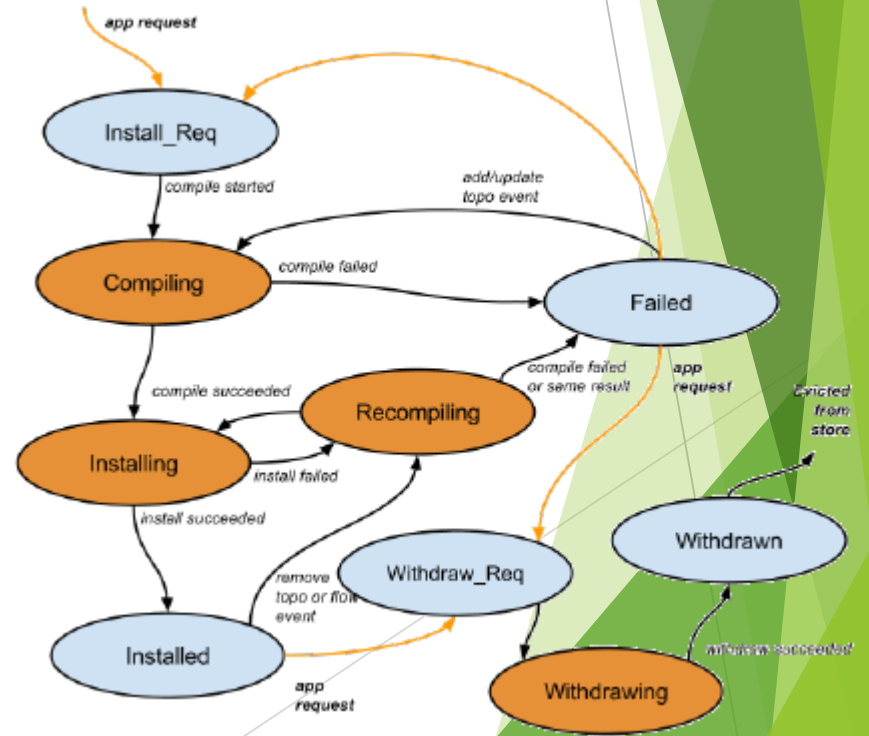 app request
Install_Req
compile started
add/update
topo event
Compiling
compile failed
Failed
compile succeeded
Recompiling
compile failed
or same result
app
request
Evicted
from
store
Installing
install failed
install succeeded
Withdrawn
remove
topo or flow
event
Withdraw_Req
Installed
withdraw succeeded
app
request
Withdrawing